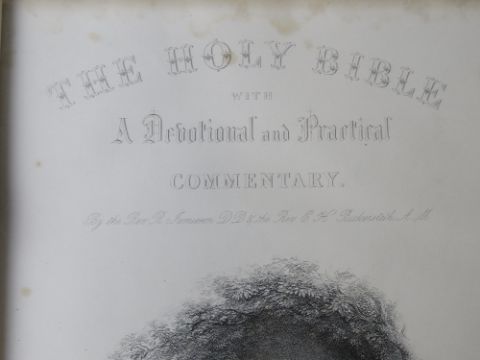 THE HOLY BIBLE
WITH
A Devotional and Practical
COMMENTARY.
By the Rev. R. Jamieson D.D. & the Rev. E. H. Bickersteth, A.M.